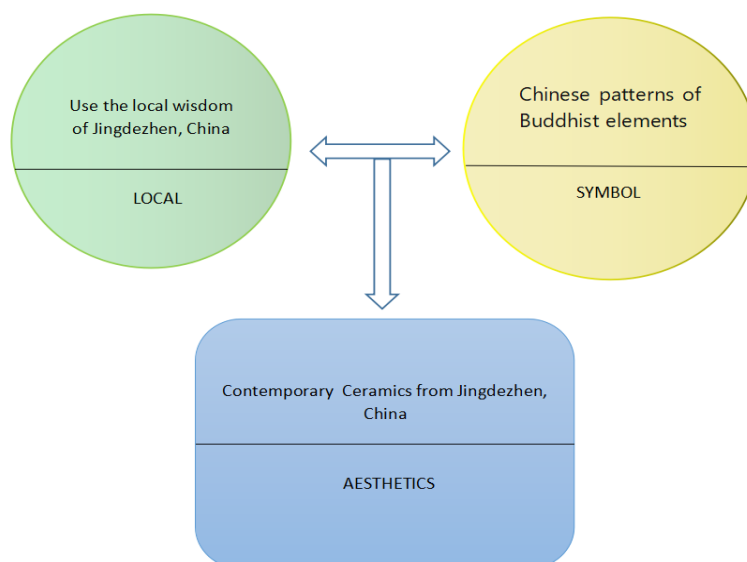 Use the local wisdom
of Jingdezhen, China
LOCAL
Chinese patterns of
Buddhist elements
SYMBOL
Contemporary Ceramics from Jingdezhen,
China
AESTHETICS